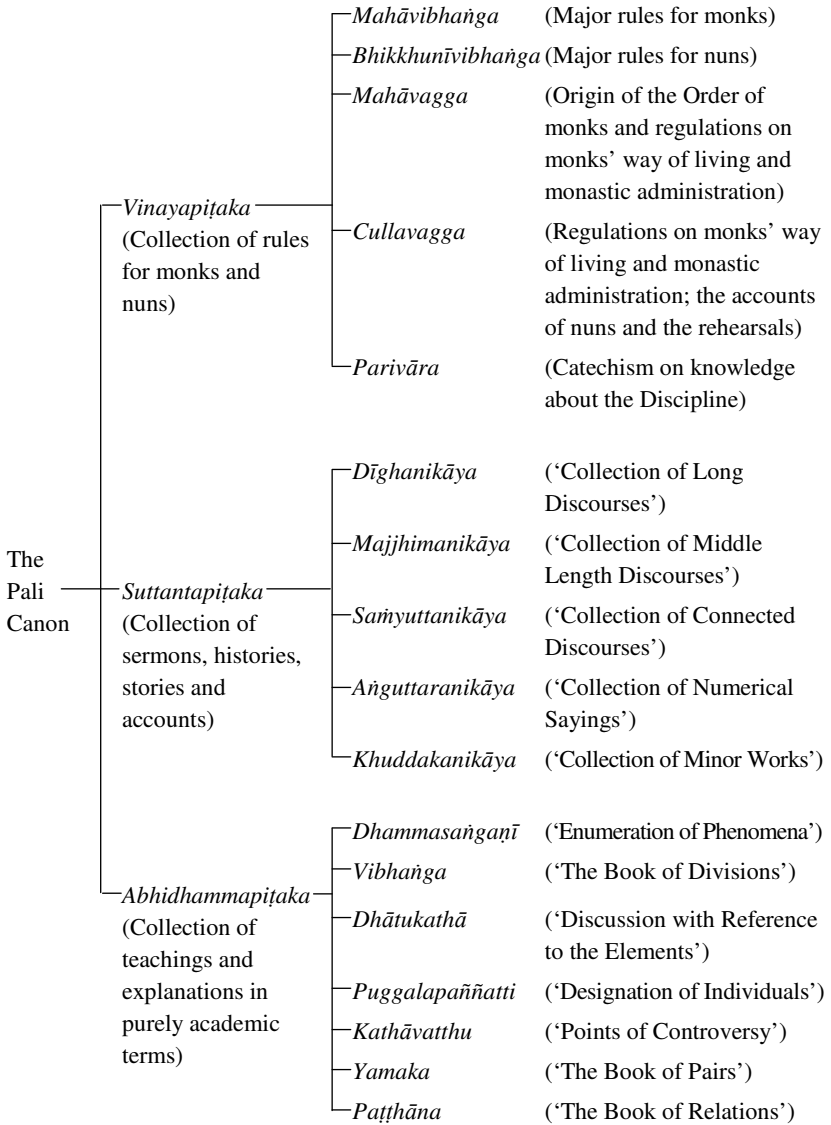 Mahāvibhaṅga (Major rules for monks)
Bhikkhunīvibhaṅga (Major rules for nuns)
Mahāvagga (Origin of the Order of
monks and regulations on
monks’ way of living and
monastic administration)
Vinayapiṭaka
(Collection of rules
for monks and
nuns)
Cullavagga (Regulations on monks’ way
of living and monastic
administration; the accounts
of nuns and the rehearsals)
Parivāra (Catechism on knowledge
about the Discipline)
The
Pali
Canon
Dīghanikāya (‘Collection of Long
Discourses’)
Majjhimanikāya (‘Collection of Middle
Length Discourses’)
Suttantapiṭaka
(Collection of
sermons, histories,
stories and
accounts)
Saṁyuttanikāya (‘Collection of Connected
Discourses’)
Aṅguttaranikāya (‘Collection of Numerical
Sayings’)
Khuddakanikāya (‘Collection of Minor Works’)
Dhammasaṅgaṇī (‘Enumeration of Phenomena’)
Vibhaṅga (‘The Book of Divisions’)
Abhidhammapiṭaka
(Collection of
teachings and
explanations in
purely academic
terms)
Dhātukathā (‘Discussion with Reference
to the Elements’)
Puggalapaññatti (‘Designation of Individuals’)
Kathāvatthu (‘Points of Controversy’)
Yamaka (‘The Book of Pairs’)
Paṭṭhāna (‘The Book of Relations’)